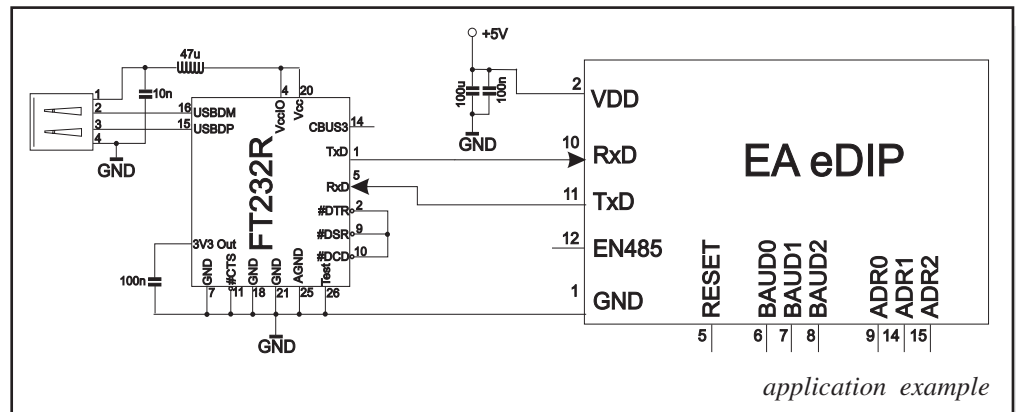 +5V
47u
1
2
3
4
10n
GND
16 USBDM
15 USBDP
4
VccIO
20
Vcc
CBUS3 14
TxD 1
RxD 5
#DTR 2
#DSR 9
#DCD 10
FT232R
3V3 Out
100n
GND
7
#CTS
11
GND
18
GND
21
AGND
25
Test
26
GND
100u
100n
GND
2 VDD
10 RxD
11 TxD
12 EN485
1 GND
EA eDIP
RESET
5
BAUD0
6
BAUD1
7
BAUD2
8
ADR0
9
ADR1
14
ADR2
15
application example